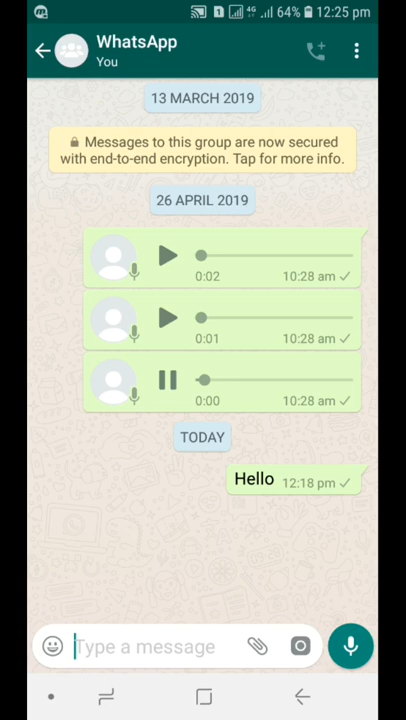 64% 12:25 pm
WhatsApp
You
13 MARCH 2019
Messages to this group are now secured
with end-to-end encryption. Tap for more info.
26 APRIL 2019
0:02 10:28 am
0:01 10:28 am
0:00 10:28 am
TODAY
Hello 12:18 pm
Type a message